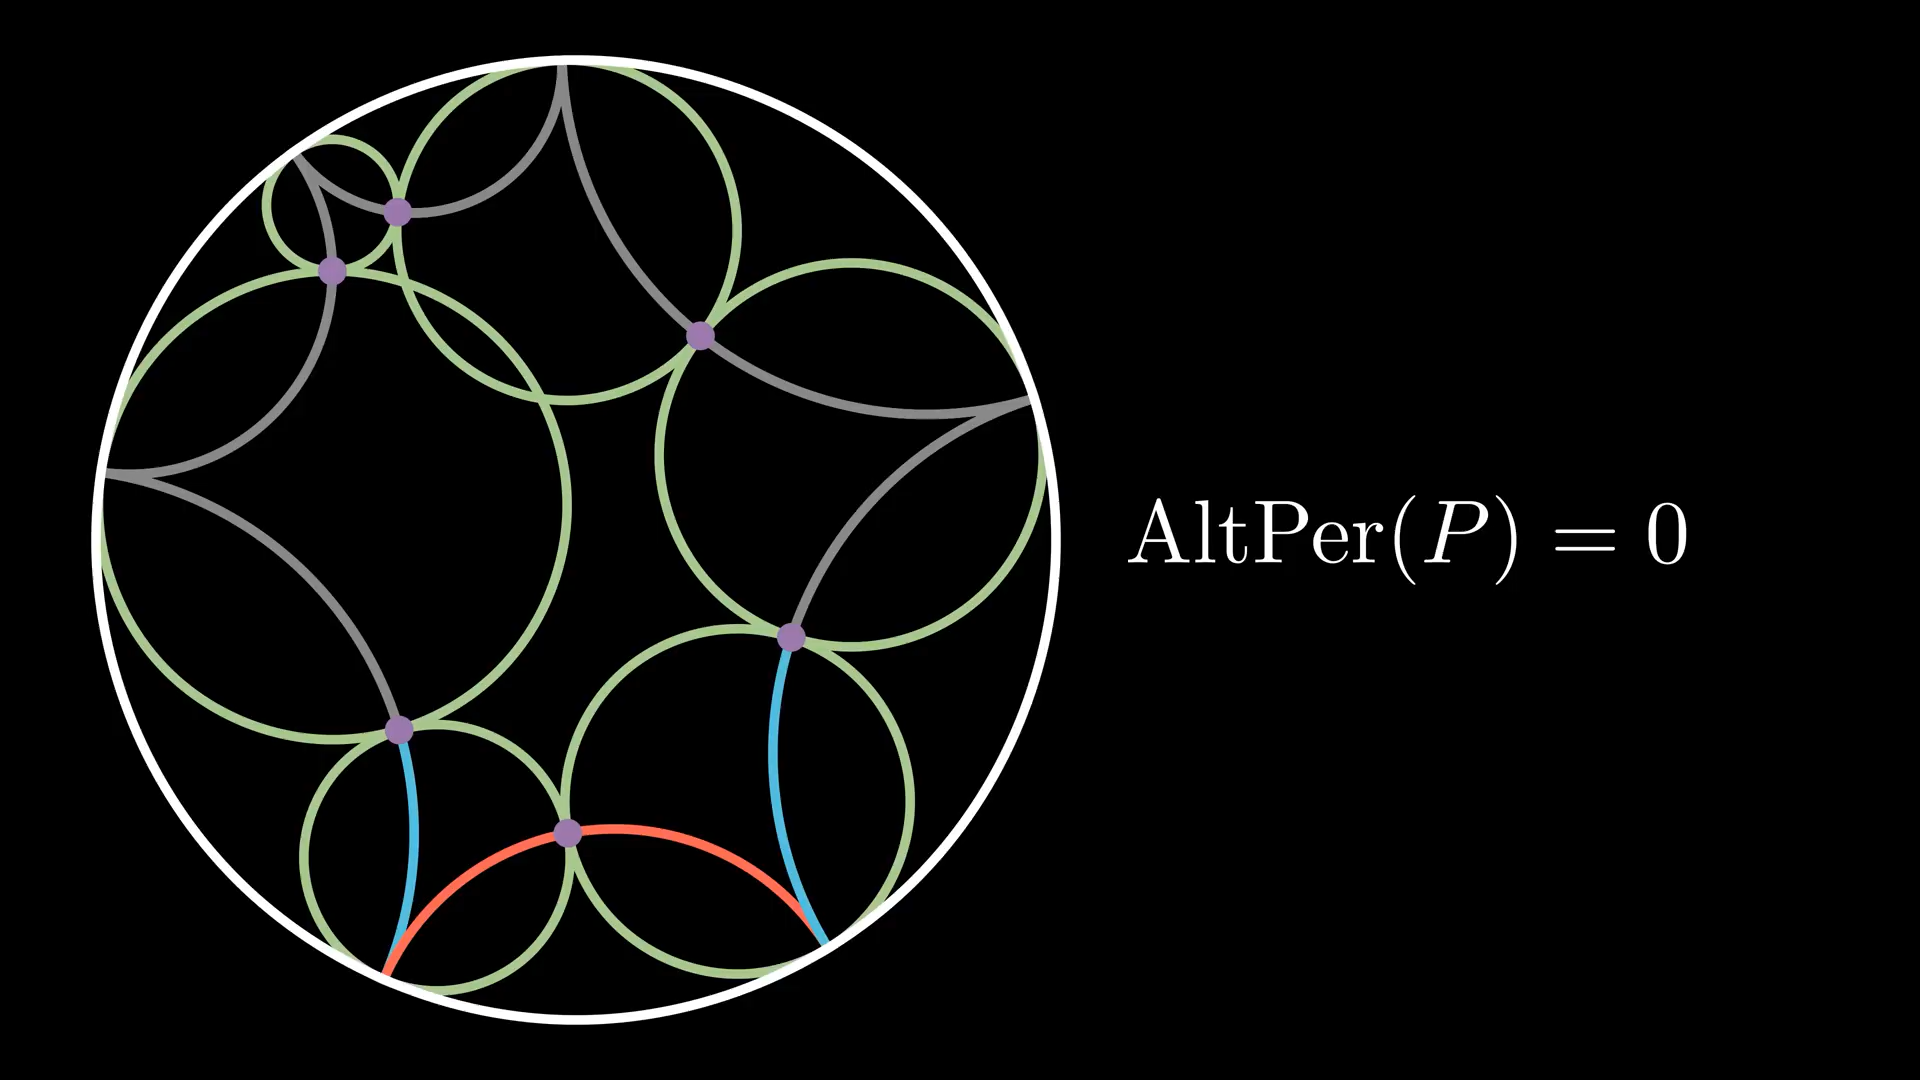 AltPer(P) = 0